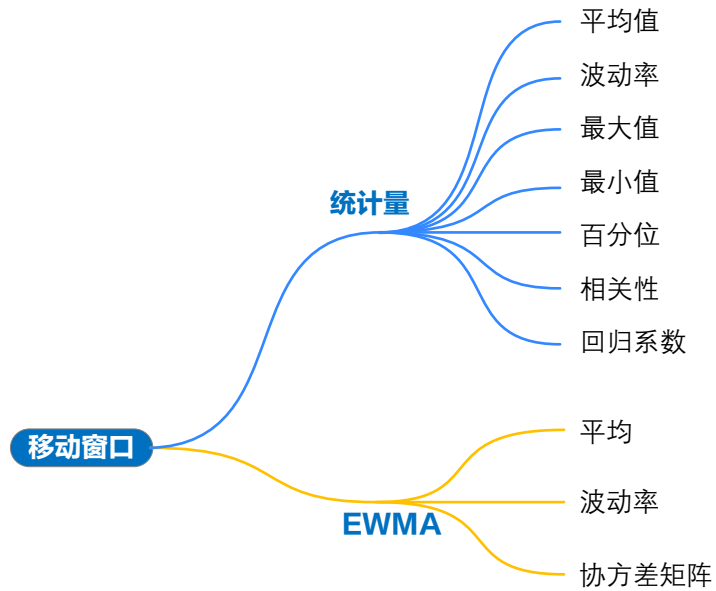 平均值
波动率
最大值
统计量
最小值
百分位
相关性
回归系数
移动窗口
平均
波动率
EWMA
协方差矩阵